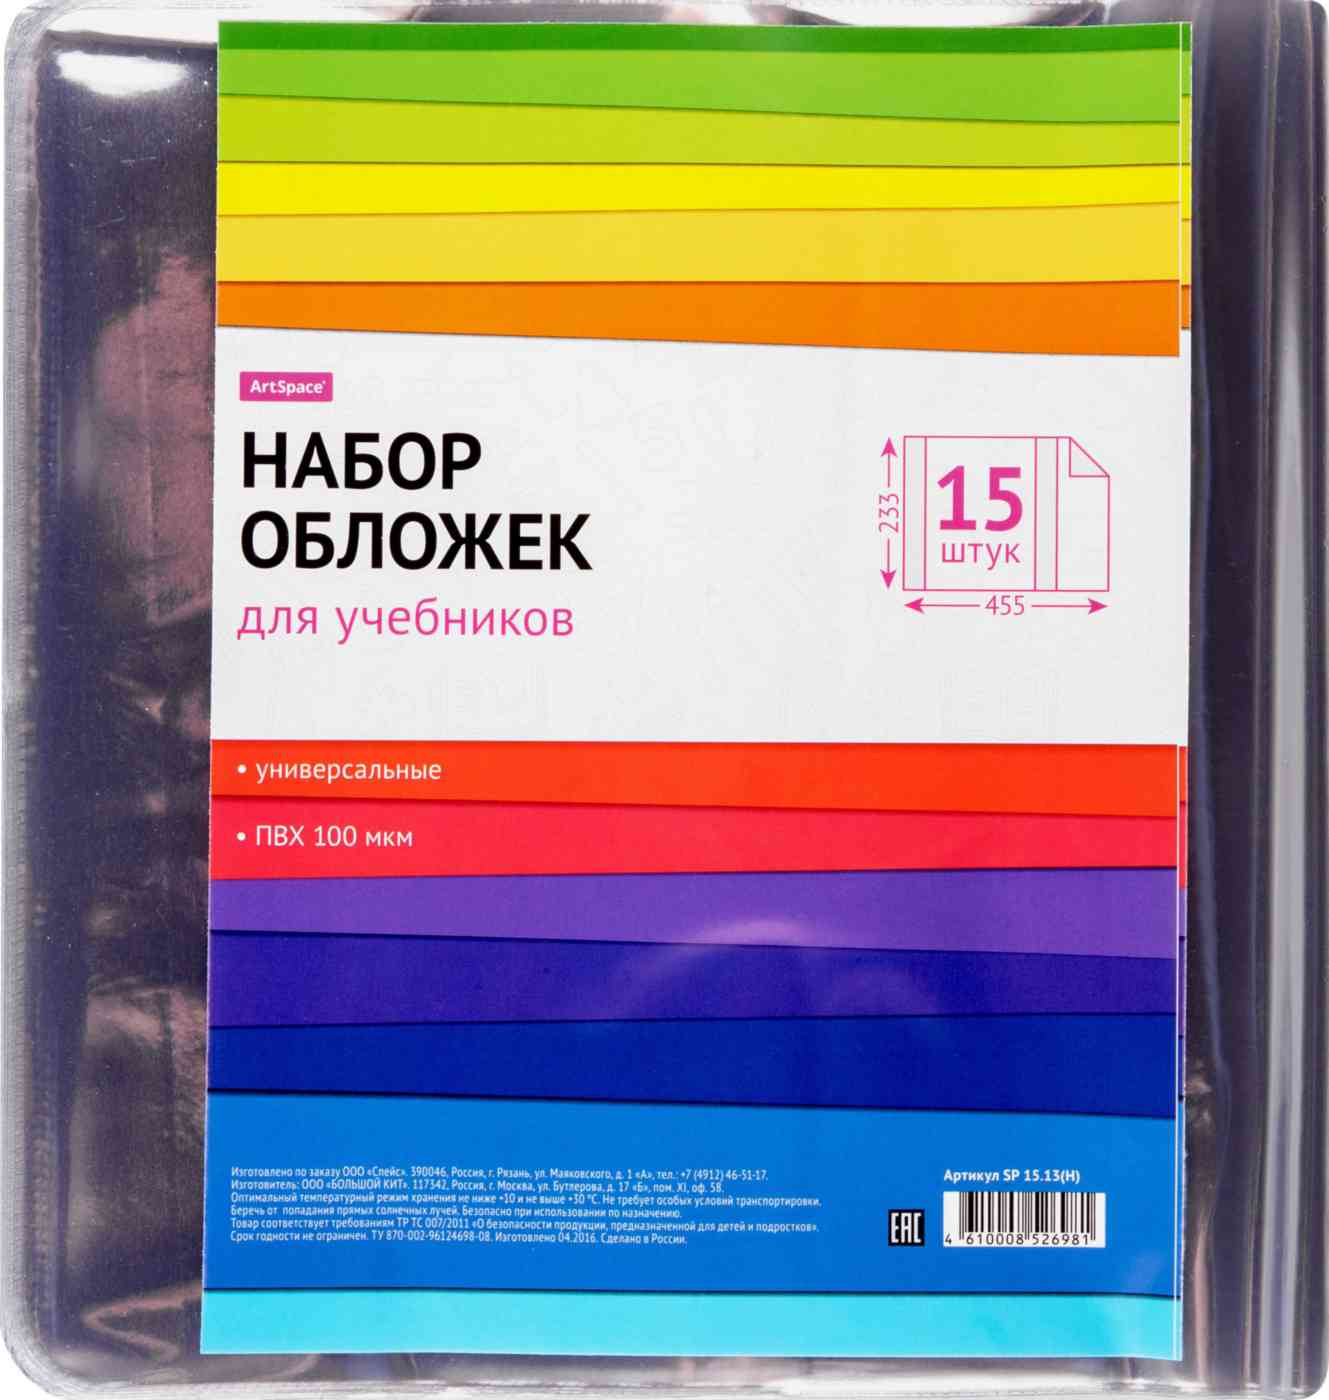 ArtSpace®
НАБОР
ОБЛОЖЕК
для учебников
233
15
штук
455
• универсальные
• ПВХ 100 мкм
Изготовлено по заказу ООО «Спейс». 390046, Россия, г. Рязань, ул. Маяковского, д. 1 «А», тел.: +7 (4912) 46-51-17.
Изготовитель: ООО «БОЛЬШОЙ КИТ». 117342, Россия, г. Москва, ул. Бутлерова, д. 17 «Б», пом. XI, оф. 58.
Оптимальный температурный режим хранения не ниже +10 и не выше +30 °С. Не требует особых условий транспортировки.
Беречь от попадания прямых солнечных лучей. Безопасно при использовании по назначению.
Товар соответствует требованиям ТР ТС 007/2011 «О безопасности продукции, предназначенной для детей и подростков».
Срок годности не ограничен. ТУ 870-002-96124698-08. Изготовлено 04.2016. Сделано в России.
EAC
Артикул SP 15.13(Н)
4 610008 526981